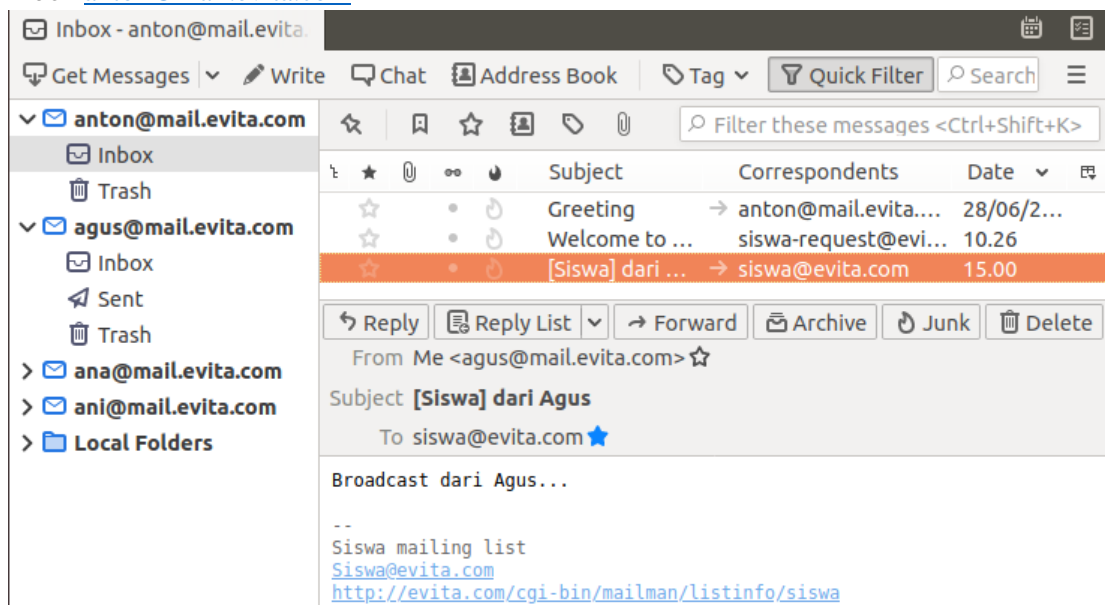 Inbox - anton@mail.evita.
Get Messages Write Chat Address Book Tag Quick Filter Search
anton@mail.evita.com
Inbox
Trash
agus@mail.evita.com
Inbox
Sent
Trash
ana@mail.evita.com
ani@mail.evita.com
Local Folders
Filter these messages <Ctrl+Shift+K>
Subject Correspondents Date
Greeting → anton@mail.evita.... 28/06/2...
Welcome to ... siswa-request@evi... 10.26
[Siswa] dari ... → siswa@evita.com 15.00
Reply Reply List Forward Archive Junk Delete
From Me <agus@mail.evita.com>
Subject [Siswa] dari Agus
To siswa@evita.com
Broadcast dari Agus...
--
Siswa mailing list
Siswa@evita.com
http://evita.com/cgi-bin/mailman/listinfo/siswa